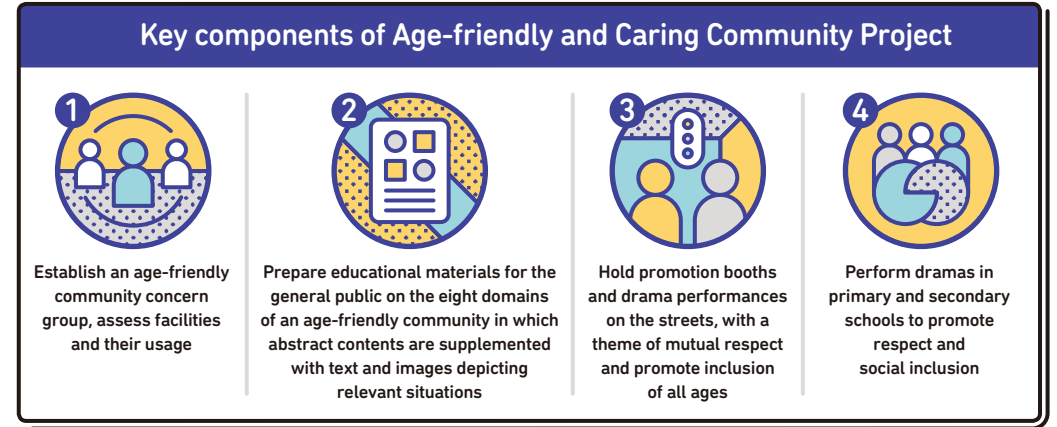 Key components of Age-friendly and Caring Community Project
1
Establish an age-friendly
community concern
group, assess facilities
and their usage
2
Prepare educational materials for the
general public on the eight domains
of an age-friendly community in which
abstract contents are supplemented
with text and images depicting
relevant situations
3
Hold promotion booths
and drama performances
on the streets, with a
theme of mutual respect
and promote inclusion
of all ages
4
Perform dramas in
primary and secondary
schools to promote
respect and
social inclusion